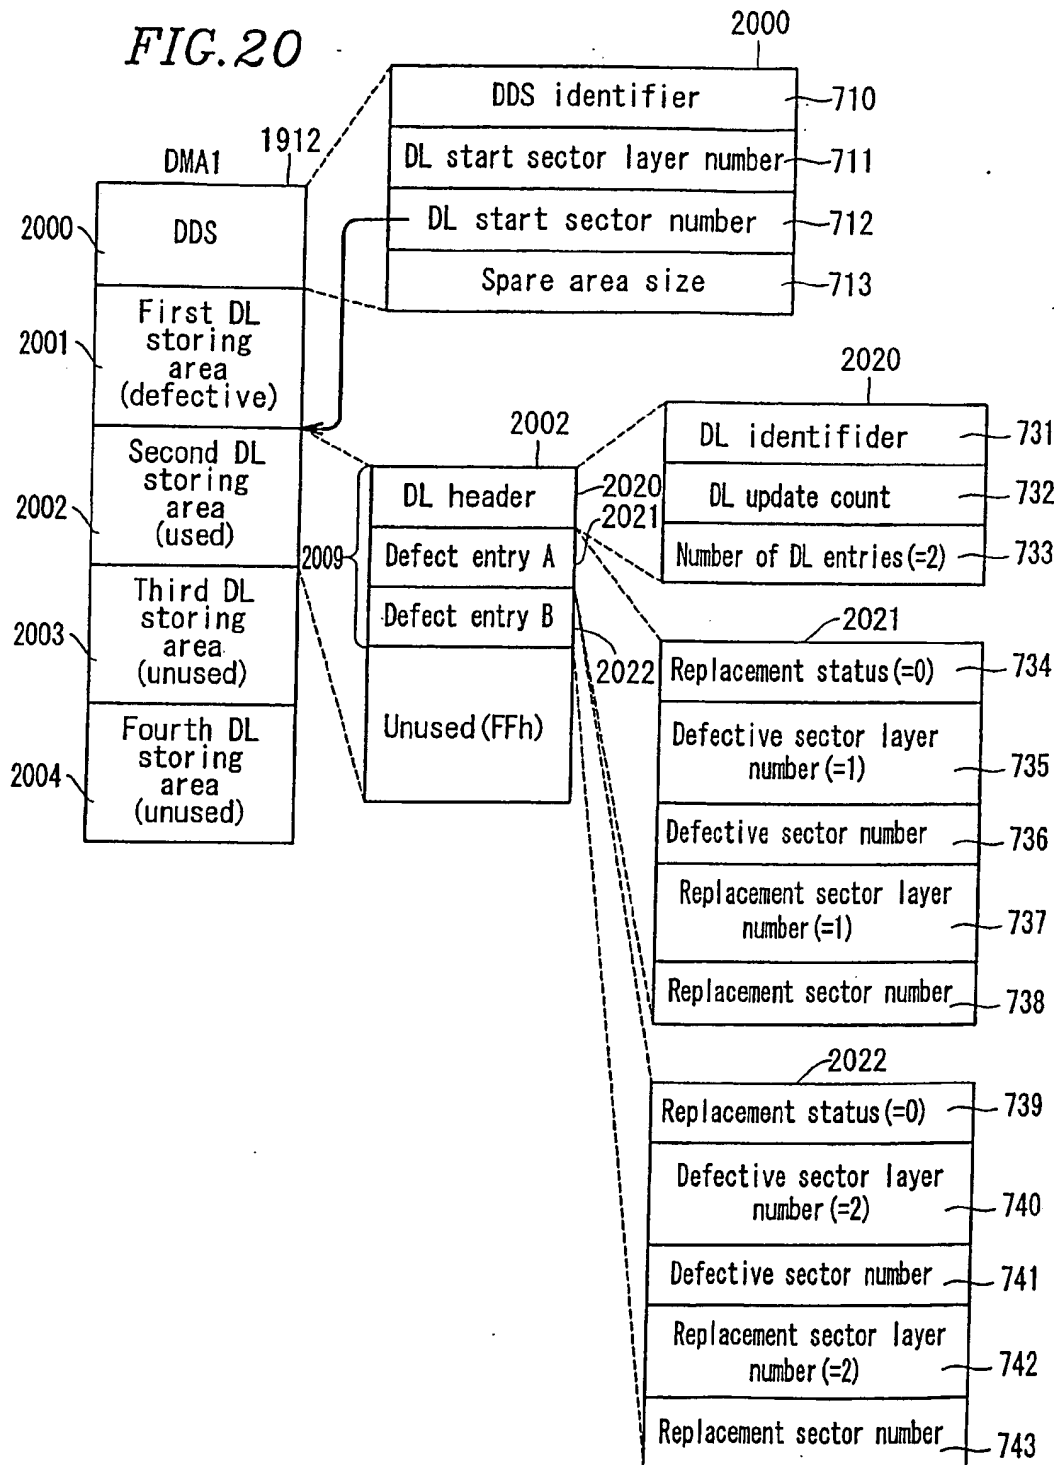 FIG.20
2000
DDS identifier
710
DL start sector layer number
711
DL start sector number
712
Spare area size
713
DMA1
1912
2000
DDS
2001
First DL
storing
area
(defective)
2002
Second DL
storing
area
(used)
2003
Third DL
storing
area
(unused)
2004
Fourth DL
storing
area
(unused)
2002
2009
DL header
2020
2021
Defect entry A
Defect entry B
2022
Unused(FFh)
2020
DL identifider
731
DL update count
732
Number of DL entries(=2)
733
2021
Replacement status(=0)
734
Defective sector layer
number(=1)
735
Defective sector number
736
Replacement sector layer
number(=1)
737
Replacement sector number
738
2022
Replacement status(=0)
739
Defective sector layer
number(=2)
740
Defective sector number
741
Replacement sector layer
number(=2)
742
Replacement sector number
743